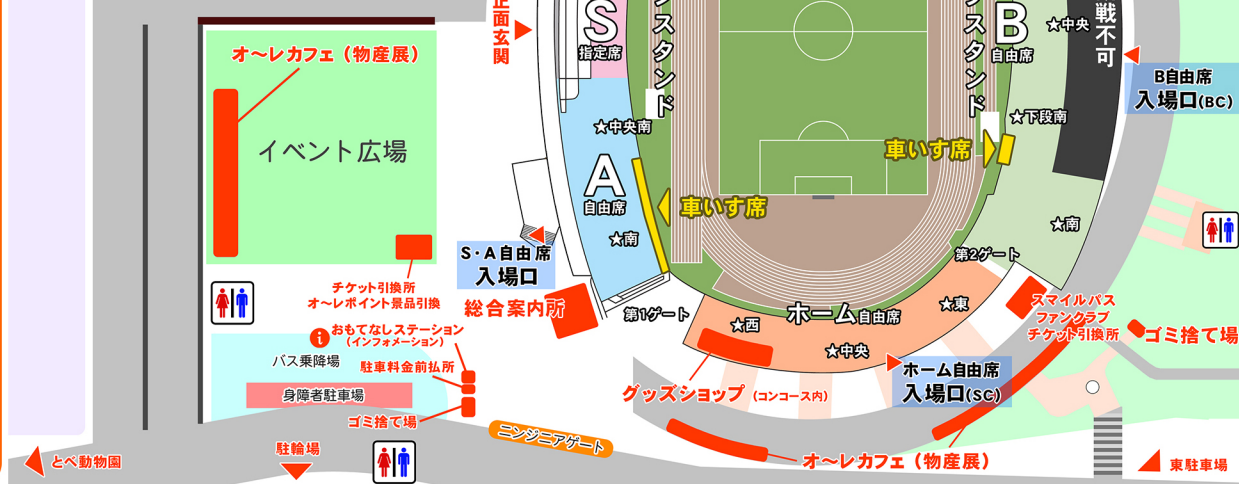 正面玄関
S
指定席
スタンド
スタンド
B
自由席
★中央
戦不可
B自由席
入場口(BC)
オ〜レカフェ（物産展）
イベント広場
★中央南
A
自由席
★南
車いす席
車いす席
★下段南
★南
S・A自由席
入場口
チケット引換所
オ〜レポイント景品引換
総合案内所
第1ゲート
第2ゲート
ホーム自由席
★西
★中央
★東
スマイルパス
ファンクラブ
チケット引換所
ゴミ捨て場
i
おもてなしステーション
(インフォメーション)
バス乗降場
駐車料金前払所
身障者駐車場
ゴミ捨て場
グッズショップ（コンコース内）
ホーム自由席
入場口(SC)
ニンジニアゲート
とべ動物園
駐輪場
オ〜レカフェ（物産展）
東駐車場